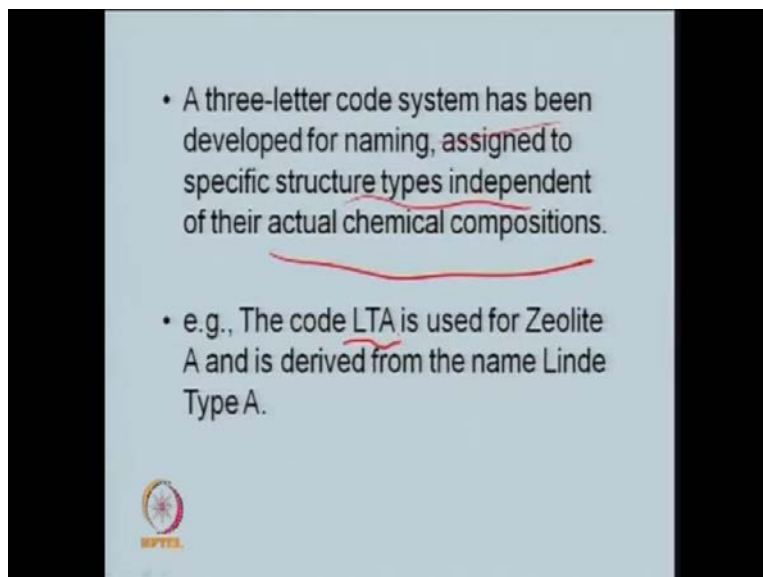 • A three-letter code system has been
developed for naming, assigned to
specific structure types independent
of their actual chemical compositions.
• e.g., The code LTA is used for Zeolite
A and is derived from the name Linde
Type A.
NPTEL